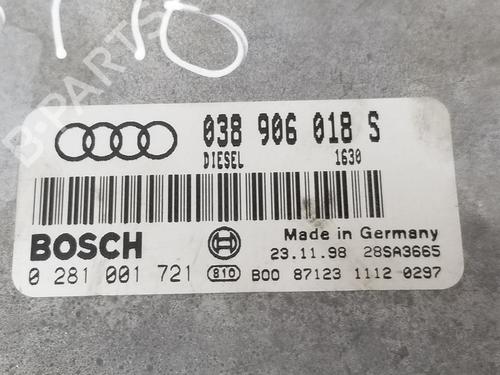 038 906 018 S
DIESEL 1630
BOSCH
Made in Germany
23.11.98 28SA3665
0 281 001 721 810 B00 87123 1112 0297
B-PARTS